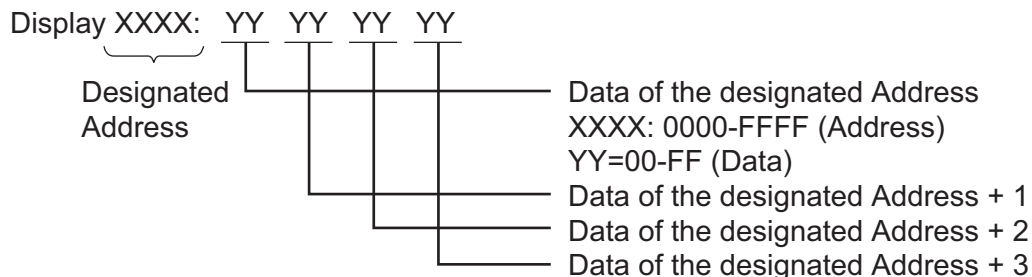 Display XXXX: YY YY YY YY
Designated
Address
Data of the designated Address
XXXX: 0000-FFFF (Address)
YY=00-FF (Data)
Data of the designated Address + 1
Data of the designated Address + 2
Data of the designated Address + 3